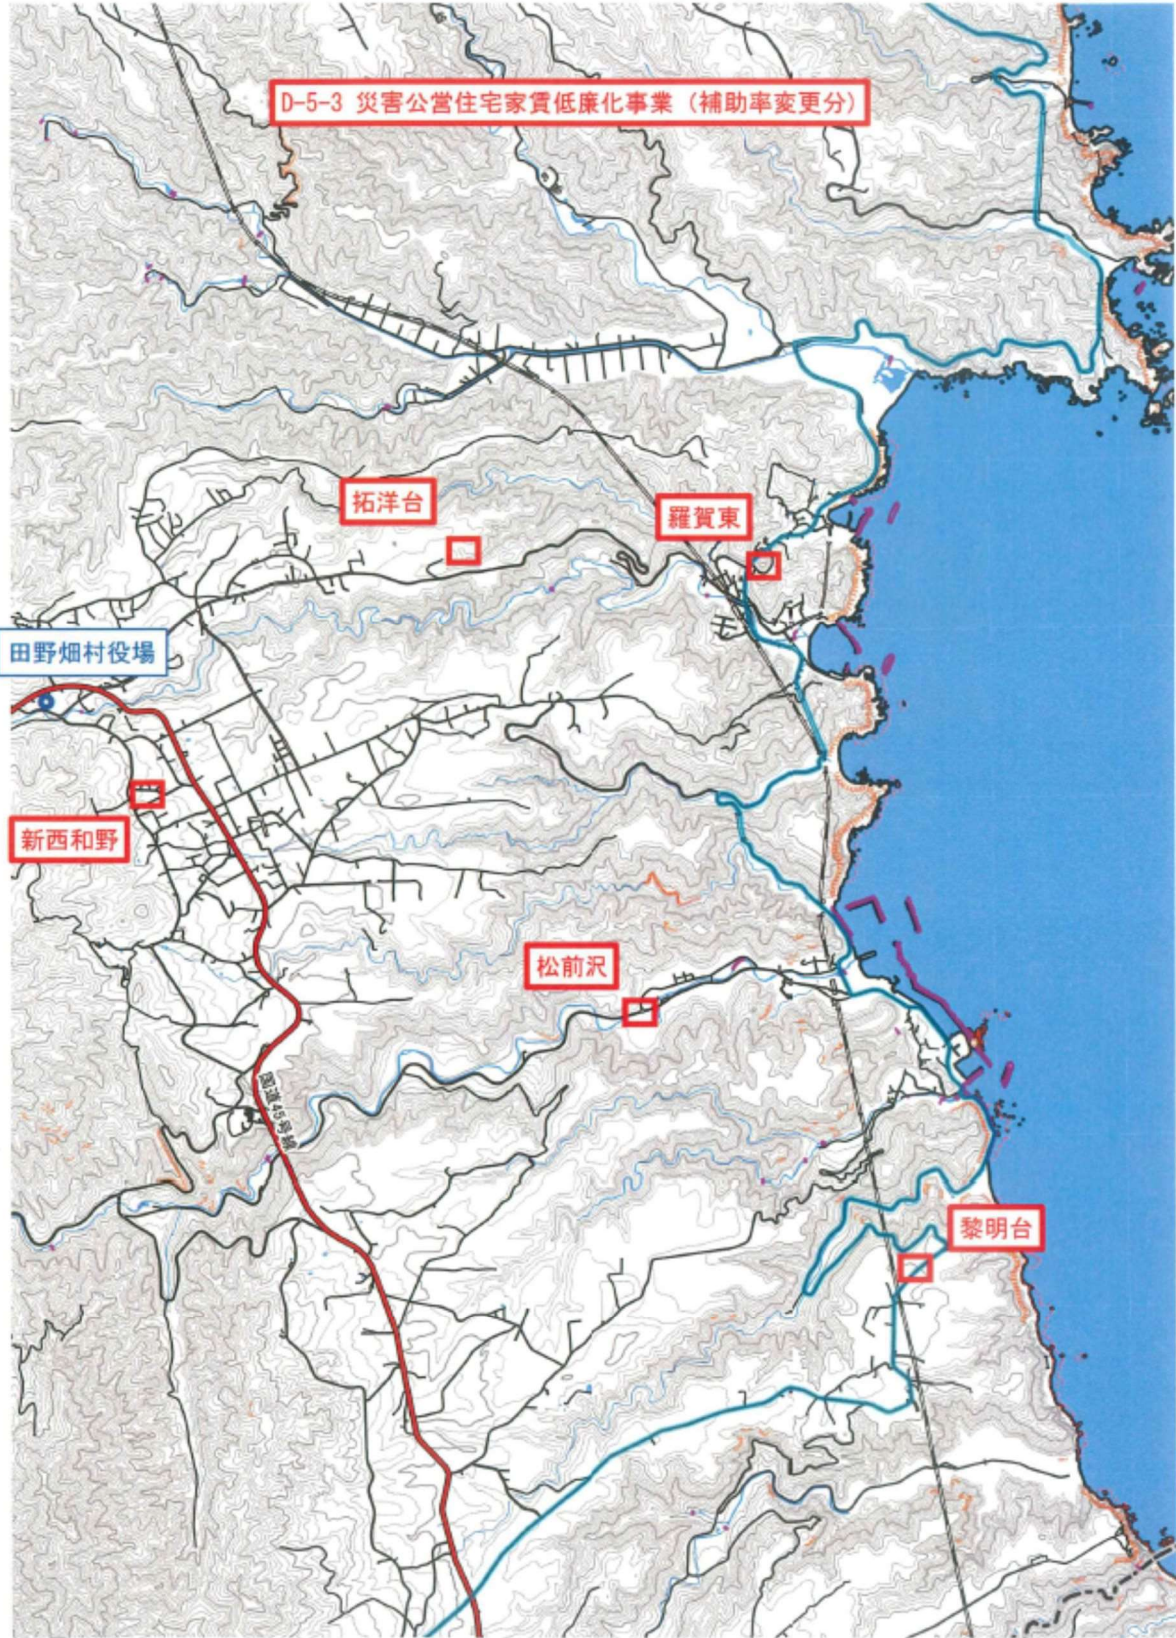 D-5-3 災害公営住宅家賃低廉化事業（補助率変更分）
拓洋台
羅賀東
田野畑村役場
新西和野
松前沢
国道45号線
黎明台